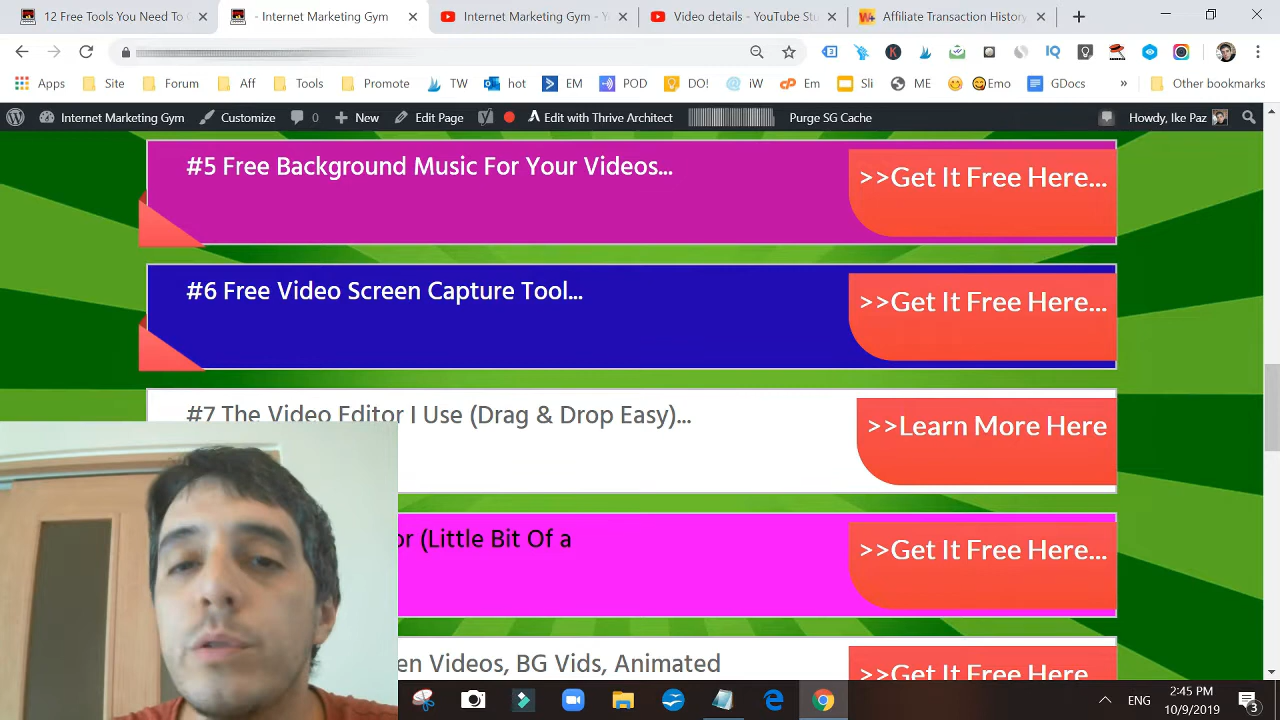 12 Free Tools You Need To
- Internet Marketing Gym
Internet Marketing Gym - Y
Video details - YouTube Stu
Affiliate Transaction History
Apps
Site
Forum
Aff
Tools
Promote
TW
hot
EM
POD
DO!
iW
Em
Sli
ME
Emo
GDocs
»
Other bookmarks
Internet Marketing Gym
Customize
0
New
Edit Page
Edit with Thrive Architect
Purge SG Cache
Howdy, Ike Paz
#5 Free Background Music For Your Videos...
>>Get It Free Here...
#6 Free Video Screen Capture Tool...
>>Get It Free Here...
#7 The Video Editor I Use (Drag & Drop Easy)...
>>Learn More Here
or (Little Bit Of a
>>Get It Free Here...
en Videos, BG Vids, Animated
>>Get It Free Here
ENG
2:45 PM
10/9/2019
3